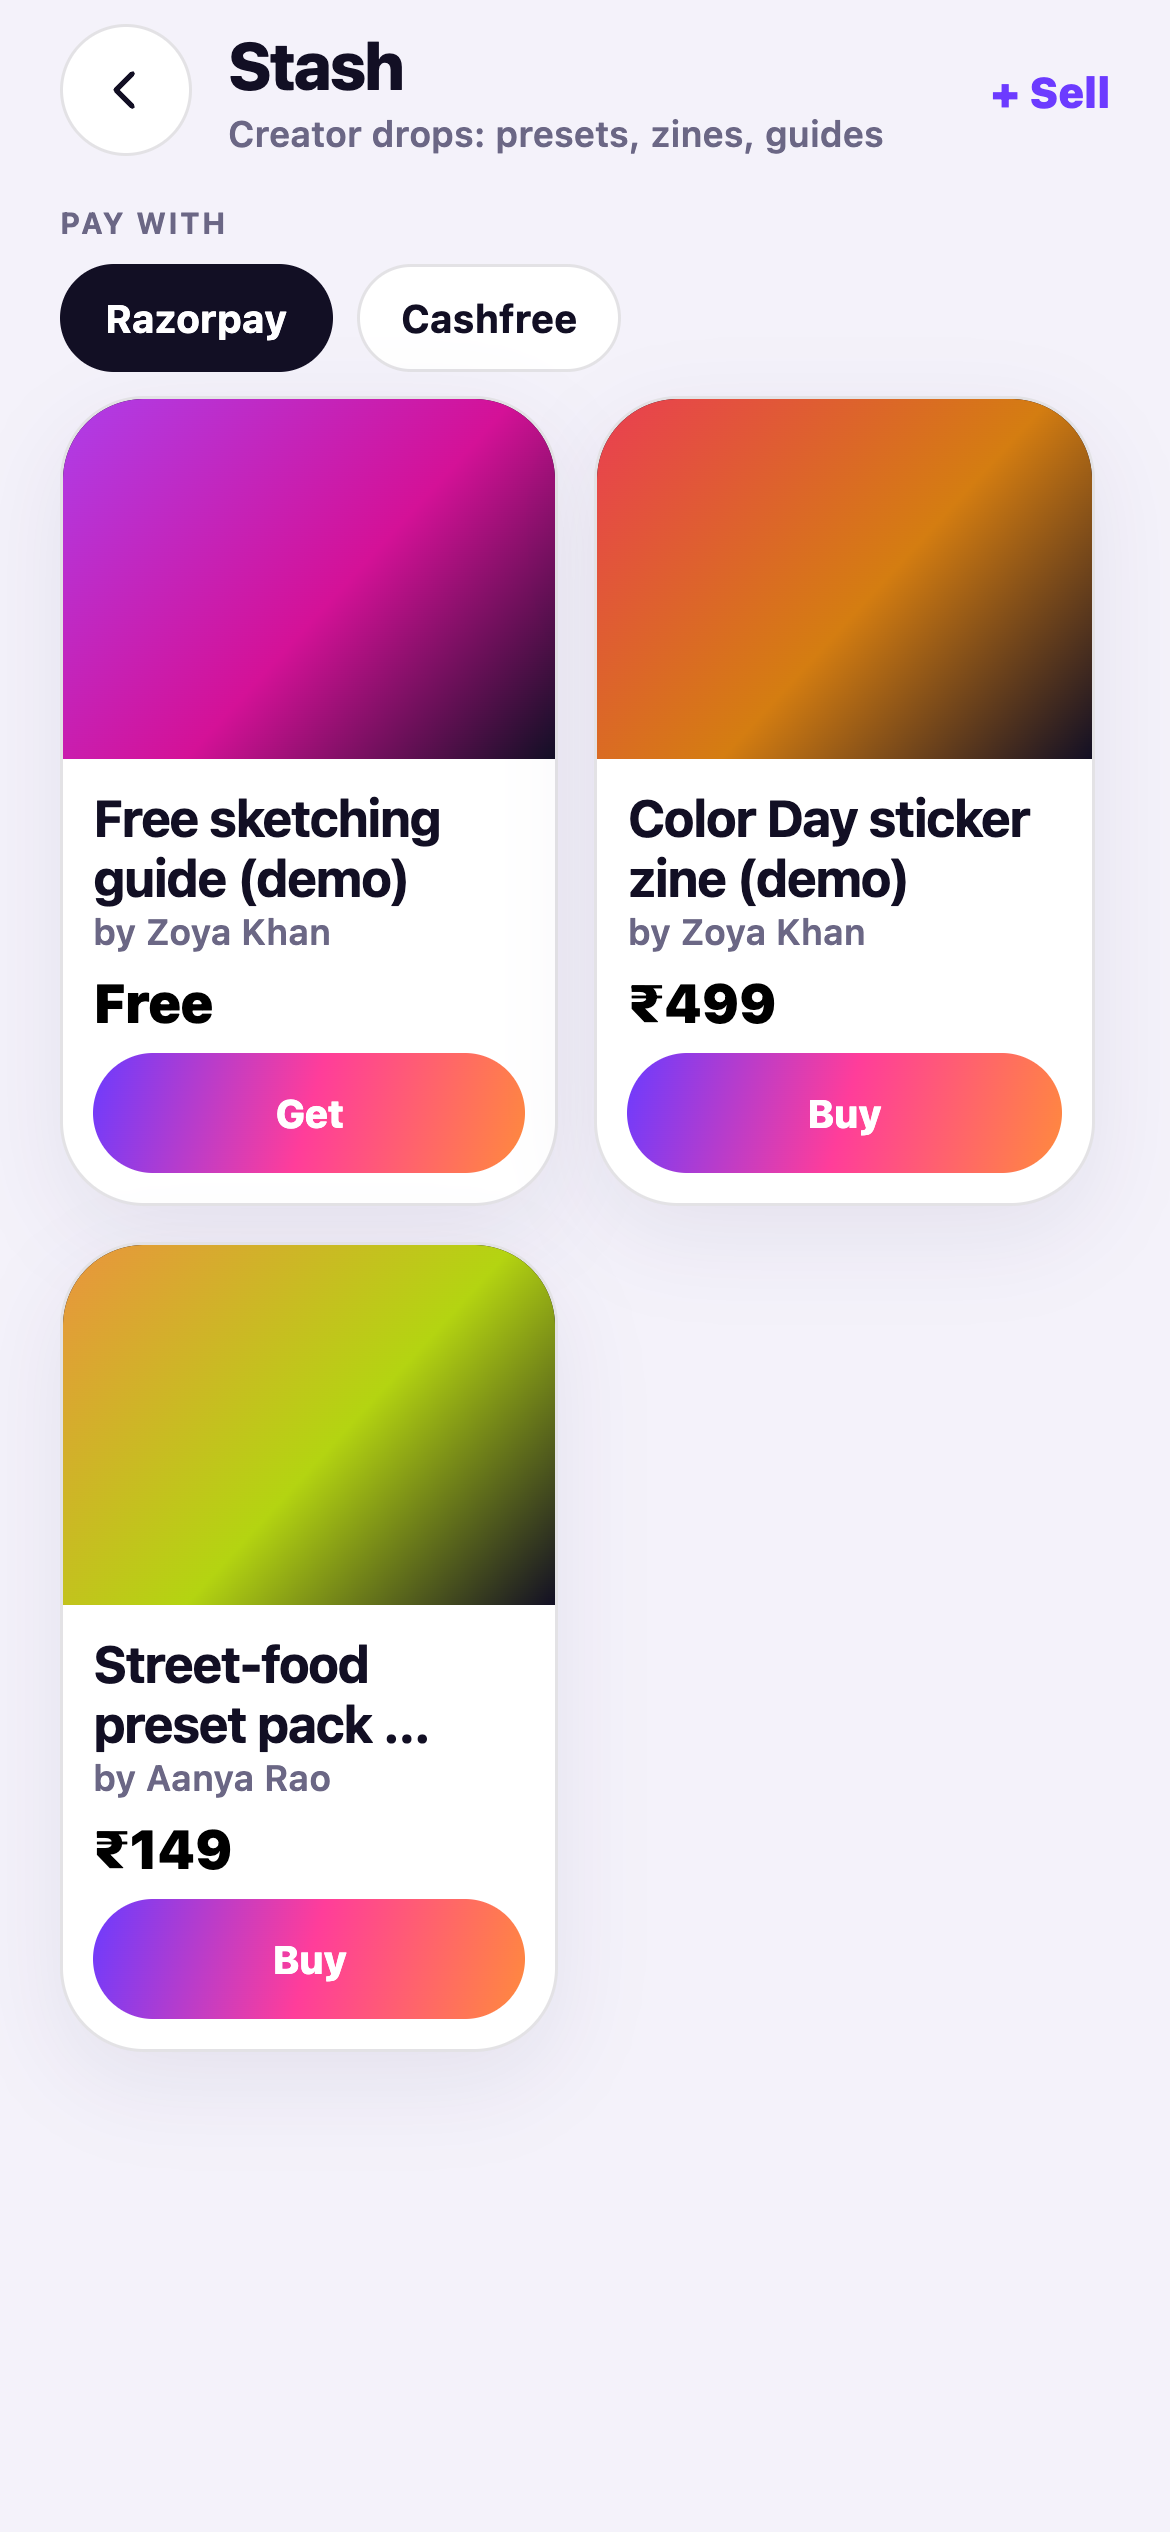 Stash
Creator drops: presets, zines, guides
+ Sell
PAY WITH
Razorpay
Cashfree
Free sketching
guide (demo)
by Zoya Khan
Free
Get
Color Day sticker
zine (demo)
by Zoya Khan
₹499
Buy
Street-food
preset pack ...
by Aanya Rao
₹149
Buy